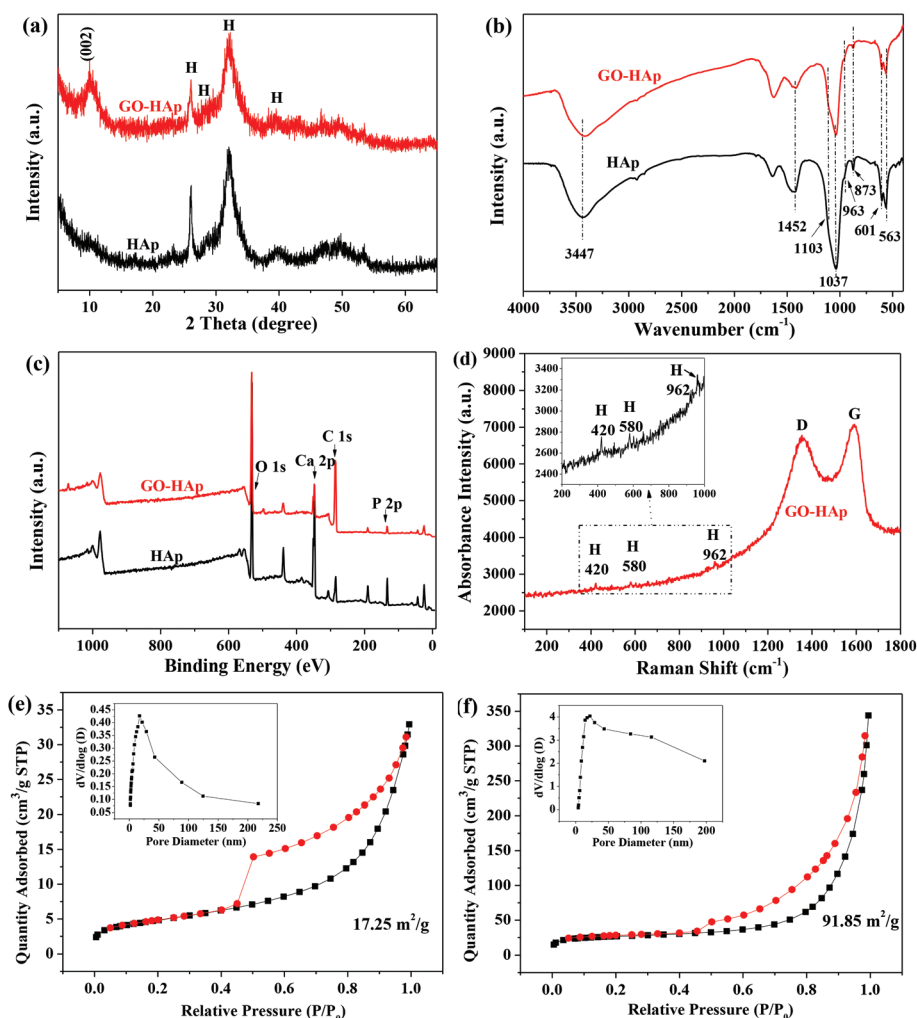 (a)
(002)
H
H
H
H
GO-HAp
HAp
Intensity (a.u.)
10 20 30 40 50 60
2 Theta (degree)
(b)
GO-HAp
HAp
3447
1452
1103
1037
963
873
601
563
Intensity (a.u.)
4000 3500 3000 2500 2000 1500 1000 500
Wavenumber (cm⁻¹)
(c)
O 1s
Ca 2p
C 1s
P 2p
GO-HAp
HAp
Intensity (a.u.)
1000 800 600 400 200 0
Binding Energy (eV)
(d)
9000
8000
7000
6000
5000
4000
3000
2000
Absorbance Intensity (a.u.)
3400
3200
3000
2800
2600
2400
200 400 600 800 1000
H
420
H
580
H
962
D
G
GO-HAp
H
420
H
580
H
962
200 400 600 800 1000 1200 1400 1600 1800
Raman Shift (cm⁻¹)
(e)
35
30
25
20
15
10
5
0
Quantity Adsorbed (cm³/g STP)
0.45
0.40
0.35
0.30
0.25
0.20
0.15
0.10
0.05
dV/dlog (D)
0 50 100 150 200 250
Pore Diameter (nm)
17.25 m²/g
0.0 0.2 0.4 0.6 0.8 1.0
Relative Pressure (P/P₀)
(f)
350
300
250
200
150
100
50
0
Quantity Adsorbed (cm³/g STP)
4
3
2
1
0
dV/dlog (D)
0 50 100 150 200
Pore Diameter (nm)
91.85 m²/g
0.0 0.2 0.4 0.6 0.8 1.0
Relative Pressure (P/P₀)